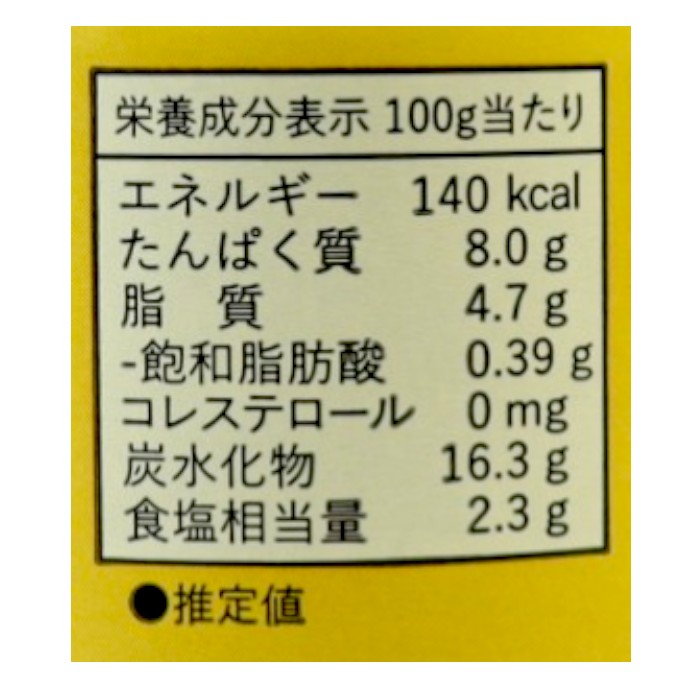 栄養成分表示 100g当たり
エネルギー 140 kcal
たんぱく質 8.0 g
脂　質 4.7 g
-飽和脂肪酸 0.39 g
コレステロール 0 mg
炭水化物 16.3 g
食塩相当量 2.3 g
●推定値